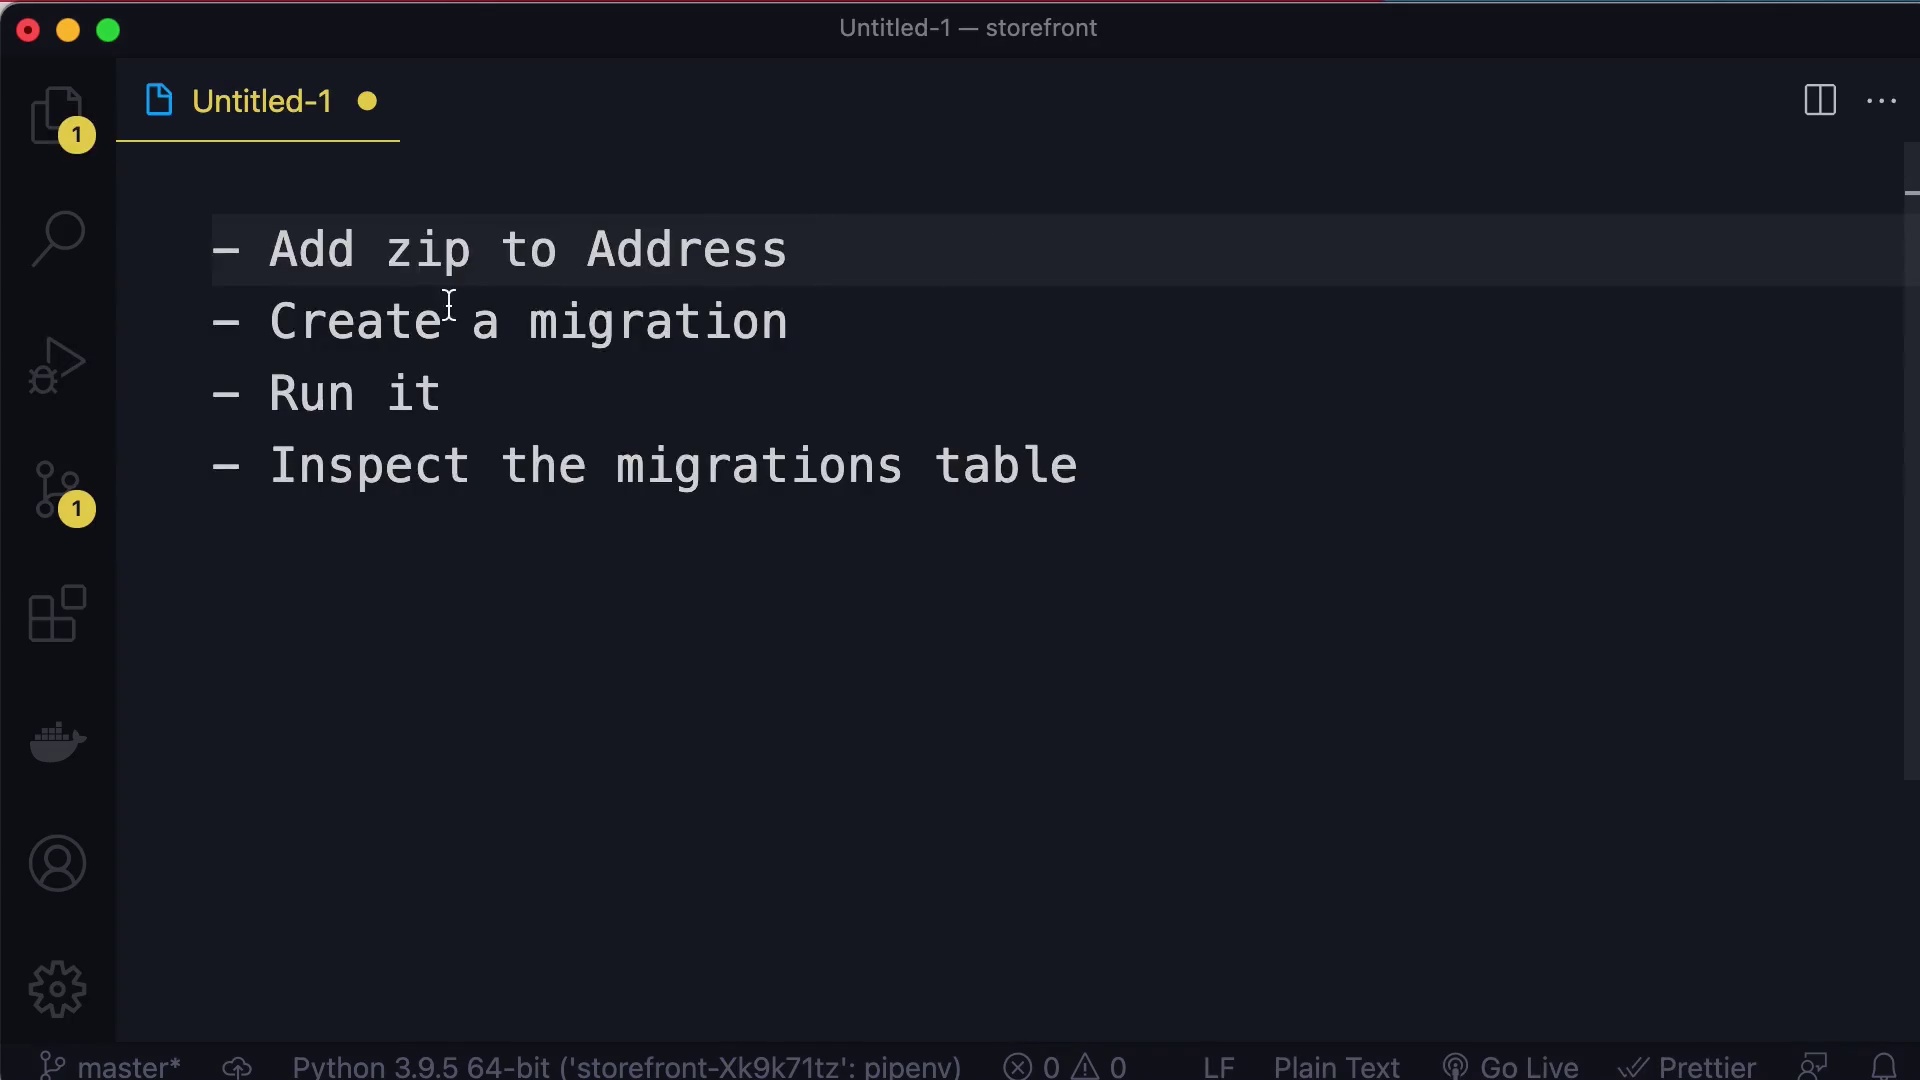 Untitled-1 — storefront
Untitled-1
1
- Add zip to Address
- Create a migration
- Run it
- Inspect the migrations table
1
master* Python 3.9.5 64-bit ('storefront-Xk9k71tz': pipenv) 0 0 LF Plain Text Go Live Prettier